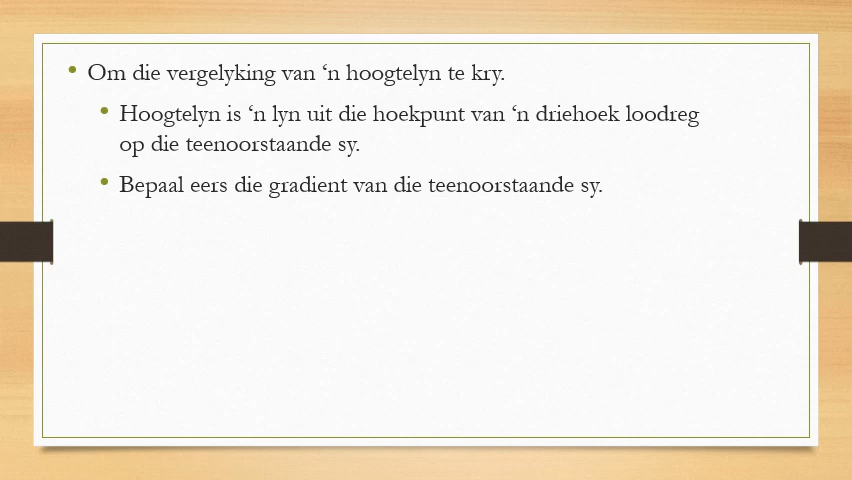 Om die vergelyking van ‘n hoogtelyn te kry.
Hoogtelyn is ‘n lyn uit die hoekpunt van ‘n driehoek loodreg
op die teenoorstaande sy.
Bepaal eers die gradient van die teenoorstaande sy.